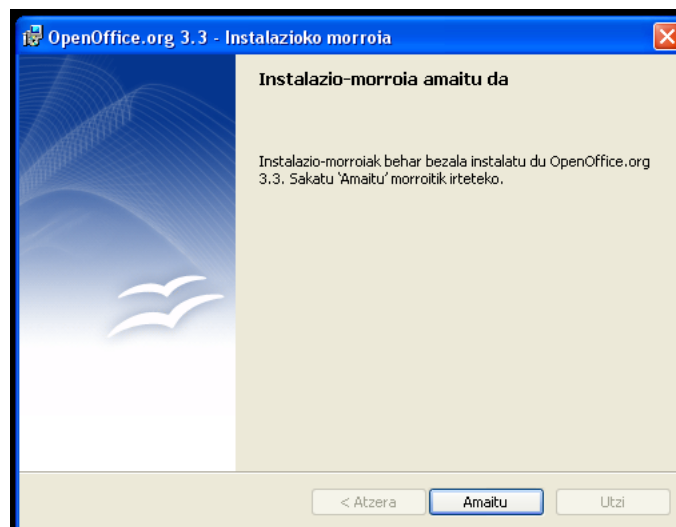 OpenOffice.org 3.3 - Instalazioko morroia
Instalazio-morroia amaitu da
Instalazio-morroiak behar bezala instalatu du OpenOffice.org
3.3. Sakatu 'Amaitu' morroitik irteteko.
< Atzera
Amaitu
Utzi